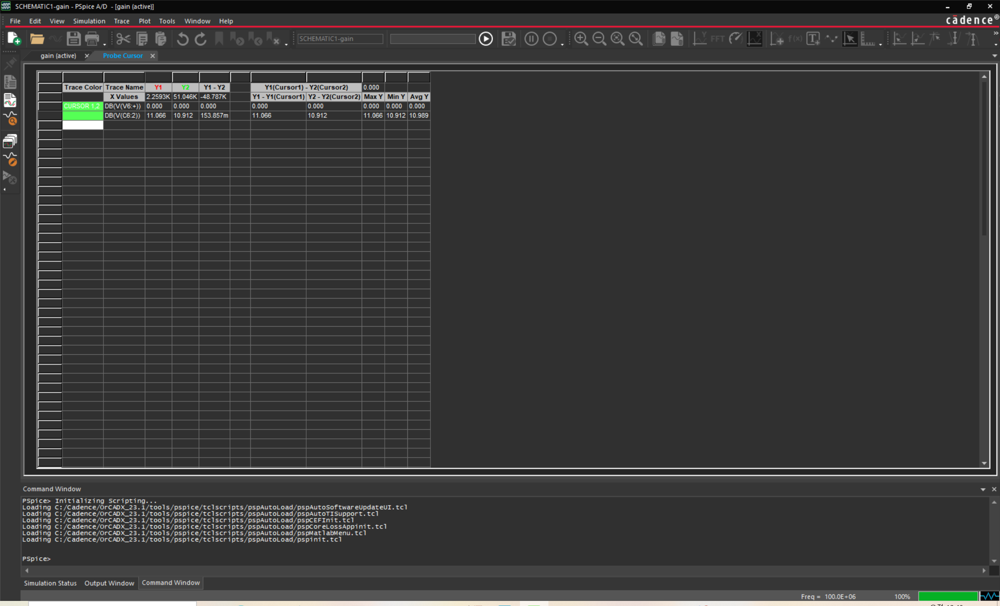 SCHEMATIC1-gain - PSpice A/D - [gain (active)]
File Edit View Simulation Trace Plot Tools Window Help
cādence®
SCHEMATIC1-gain
FFT f(x)
gain (active) Probe Cursor
Trace Color Trace Name Y1 Y2 Y1 - Y2 Y1(Cursor1) - Y2(Cursor2) 0.000
X Values 2.2593K 51.046K -48.787K Y1 - Y1(Cursor1) Y2 - Y2(Cursor2) Max Y Min Y Avg Y
CURSOR 1,2 DB(V(V6:+)) 0.000 0.000 0.000 0.000 0.000 0.000 0.000 0.000
DB(V(C6:2)) 11.066 10.912 153.857m 11.066 10.912 11.066 10.912 10.989
Command Window
PSpice> Initializing Scripting...
Loading C:/Cadence/OrCADX_23.1/tools/pspice/tclscripts/pspAutoLoad/pspAutoSoftwareUpdateUI.tcl
Loading C:/Cadence/OrCADX_23.1/tools/pspice/tclscripts/pspAutoLoad/pspAutoTISupport.tcl
Loading C:/Cadence/OrCADX_23.1/tools/pspice/tclscripts/pspAutoLoad/pspCEFInit.tcl
Loading C:/Cadence/OrCADX_23.1/tools/pspice/tclscripts/pspAutoLoad/pspCoreLossAppinit.tcl
Loading C:/Cadence/OrCADX_23.1/tools/pspice/tclscripts/pspAutoLoad/pspMatlabMenu.tcl
Loading C:/Cadence/OrCADX_23.1/tools/pspice/tclscripts/pspAutoLoad/pspinit.tcl
PSpice>
Simulation Status Output Window Command Window
Freq = 100.0E+06 100%